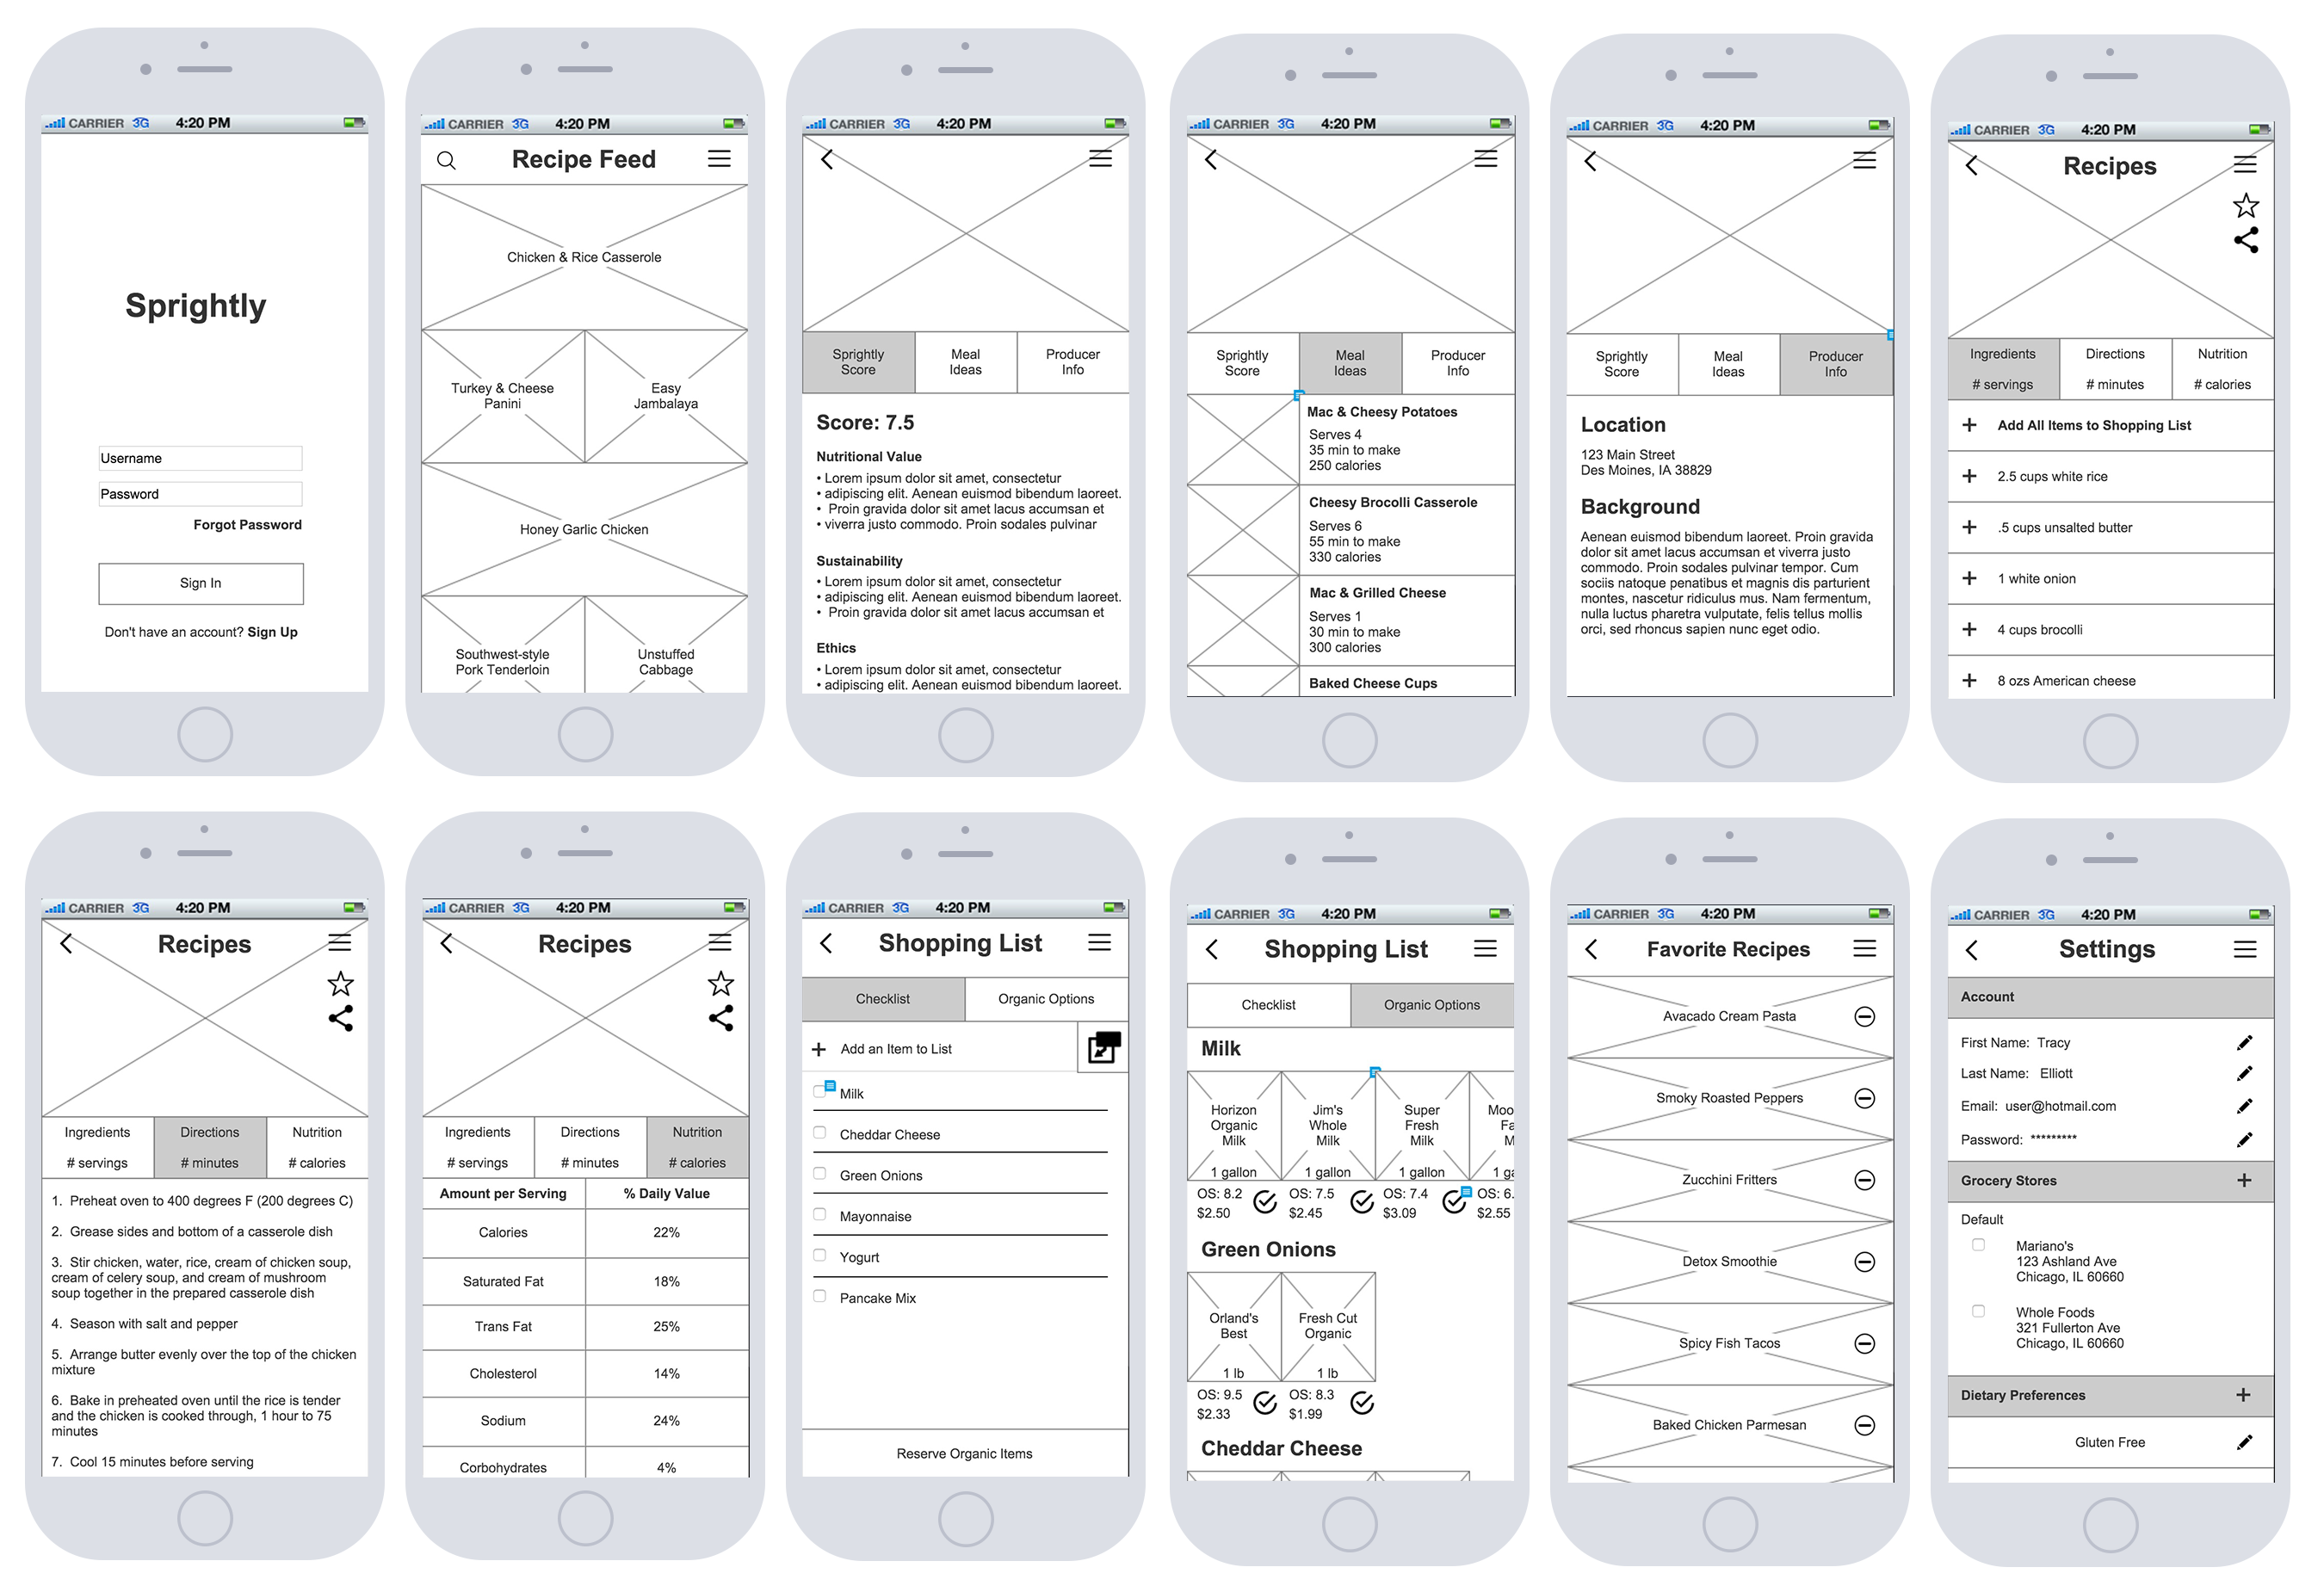 CARRIER 3G 4:20 PM
Sprightly
Username
Password
Forgot Password
Sign In
Don't have an account? Sign Up
CARRIER 3G 4:20 PM
Recipe Feed
Chicken & Rice Casserole
Turkey & Cheese
Panini
Easy
Jambalaya
Honey Garlic Chicken
Southwest-style
Pork Tenderloin
Unstuffed
Cabbage
CARRIER 3G 4:20 PM
Sprightly
Score
Meal
Ideas
Producer
Info
Score: 7.5
Nutritional Value
• Lorem ipsum dolor sit amet, consectetur
• adipiscing elit. Aenean euismod bibendum laoreet.
• Proin gravida dolor sit amet lacus accumsan et
• viverra justo commodo. Proin sodales pulvinar
Sustainability
• Lorem ipsum dolor sit amet, consectetur
• adipiscing elit. Aenean euismod bibendum laoreet.
• Proin gravida dolor sit amet lacus accumsan et
Ethics
• Lorem ipsum dolor sit amet, consectetur
• adipiscing elit. Aenean euismod bibendum laoreet.
CARRIER 3G 4:20 PM
Sprightly
Score
Meal
Ideas
Producer
Info
Mac & Cheesy Potatoes
Serves 4
35 min to make
250 calories
Cheesy Brocolli Casserole
Serves 6
55 min to make
330 calories
Mac & Grilled Cheese
Serves 1
30 min to make
300 calories
Baked Cheese Cups
CARRIER 3G 4:20 PM
Sprightly
Score
Meal
Ideas
Producer
Info
Location
123 Main Street
Des Moines, IA 38829
Background
Aenean euismod bibendum laoreet. Proin gravida
dolor sit amet lacus accumsan et viverra justo
commodo. Proin sodales pulvinar tempor. Cum
sociis natoque penatibus et magnis dis parturient
montes, nascetur ridiculus mus. Nam fermentum,
nulla luctus pharetra vulputate, felis tellus mollis
orci, sed rhoncus sapien nunc eget odio.
CARRIER 3G 4:20 PM
Recipes
Ingredients
# servings
Directions
# minutes
Nutrition
# calories
+ Add All Items to Shopping List
+ 2.5 cups white rice
+ .5 cups unsalted butter
+ 1 white onion
+ 4 cups brocolli
+ 8 ozs American cheese
CARRIER 3G 4:20 PM
Recipes
Ingredients
# servings
Directions
# minutes
Nutrition
# calories
1. Preheat oven to 400 degrees F (200 degrees C)
2. Grease sides and bottom of a casserole dish
3. Stir chicken, water, rice, cream of chicken soup,
cream of celery soup, and cream of mushroom
soup together in the prepared casserole dish
4. Season with salt and pepper
5. Arrange butter evenly over the top of the chicken
mixture
6. Bake in preheated oven until the rice is tender
and the chicken is cooked through, 1 hour to 75
minutes
7. Cool 15 minutes before serving
CARRIER 3G 4:20 PM
Recipes
Ingredients
# servings
Directions
# minutes
Nutrition
# calories
Amount per Serving % Daily Value
Calories 22%
Saturated Fat 18%
Trans Fat 25%
Cholesterol 14%
Sodium 24%
Corbohydrates 4%
CARRIER 3G 4:20 PM
Shopping List
Checklist Organic Options
+ Add an Item to List
Milk
Cheddar Cheese
Green Onions
Mayonnaise
Yogurt
Pancake Mix
Reserve Organic Items
CARRIER 3G 4:20 PM
Shopping List
Checklist Organic Options
Milk
Horizon
Organic
Milk
1 gallon
OS: 8.2
$2.50
Jim's
Whole
Milk
1 gallon
OS: 7.5
$2.45
Super
Fresh
Milk
1 gallon
OS: 7.4
$3.09
Moo
Fa
M
1 ga
OS: 6.
$2.55
Green Onions
Orland's
Best
1 lb
OS: 9.5
$2.33
Fresh Cut
Organic
1 lb
OS: 8.3
$1.99
Cheddar Cheese
CARRIER 3G 4:20 PM
Favorite Recipes
Avacado Cream Pasta
Smoky Roasted Peppers
Zucchini Fritters
Detox Smoothie
Spicy Fish Tacos
Baked Chicken Parmesan
CARRIER 3G 4:20 PM
Settings
Account
First Name: Tracy
Last Name: Elliott
Email: user@hotmail.com
Password: *********
Grocery Stores +
Default
Mariano's
123 Ashland Ave
Chicago, IL 60660
Whole Foods
321 Fullerton Ave
Chicago, IL 60660
Dietary Preferences +
Gluten Free